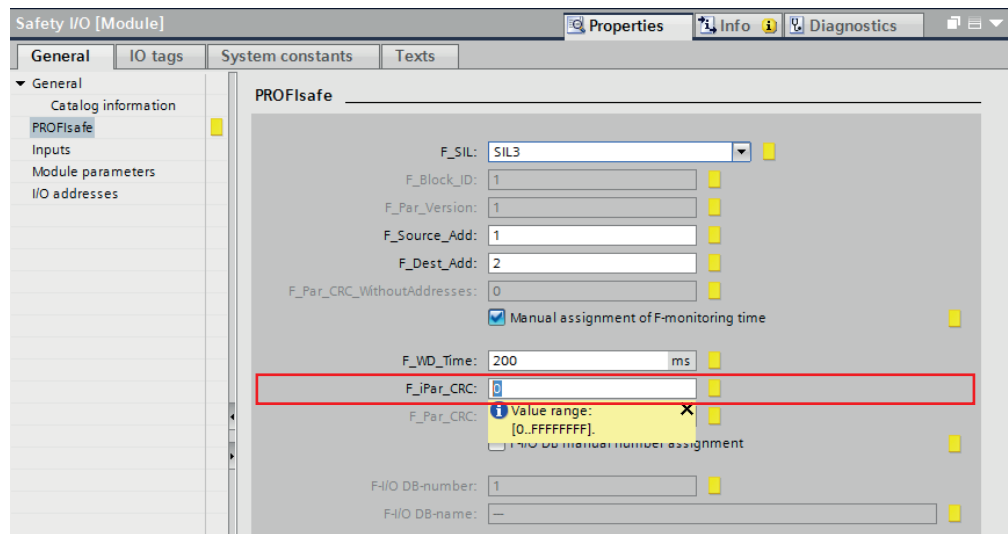 Safety I/O [Module]
Properties
Info
Diagnostics
General
IO tags
System constants
Texts
General
Catalog information
PROFIsafe
Inputs
Module parameters
I/O addresses
PROFIsafe
F_SIL: SIL3
F_Block_ID: 1
F_Par_Version: 1
F_Source_Add: 1
F_Dest_Add: 2
F_Par_CRC_WithoutAddresses: 0
Manual assignment of F-monitoring time
F_WD_Time: 200 ms
F_iPar_CRC: 0
F_Par_CRC:
Value range:
[0..FFFFFFFF].
F-I/O DB manual number assignment
F-I/O DB-number: 1
F-I/O DB-name: —